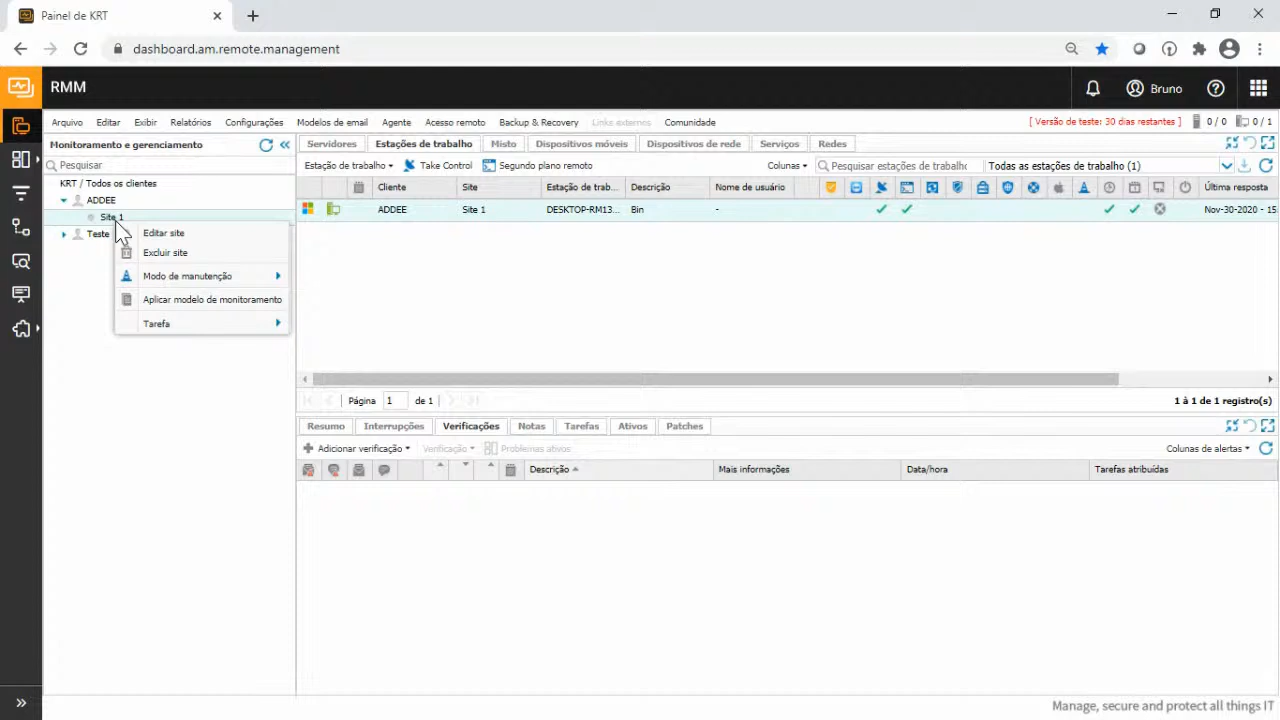 Painel de KRT
dashboard.am.remote.management
RMM
Bruno
Arquivo Editar Exibir Relatórios Configurações Modelos de email Agente Acesso remoto Backup & Recovery Links externos Comunidade [ Versão de teste: 30 dias restantes ] 0 / 0 0 / 1
Monitoramento e gerenciamento
Servidores Estações de trabalho Misto Dispositivos móveis Dispositivos de rede Serviços Redes
Pesquisar
Estação de trabalho Take Control Segundo plano remoto Colunas Pesquisar estações de trabalho Todas as estações de trabalho (1)
KRT / Todos os clientes
Cliente Site Estação de trab... Descrição Nome de usuário Última resposta
ADDEE
Site 1
ADDEE Site 1 DESKTOP-RM13... Bin - Nov-30-2020 - 15
Teste
Editar site
Excluir site
Modo de manutenção
Aplicar modelo de monitoramento
Tarefa
Página 1 de 1 1 à 1 de 1 registro(s)
Resumo Interrupções Verificações Notas Tarefas Ativos Patches
Adicionar verificação Verificação Problemas ativos Colunas de alertas
Descrição Mais informações Data/hora Tarefas atribuídas
Manage, secure and protect all things IT